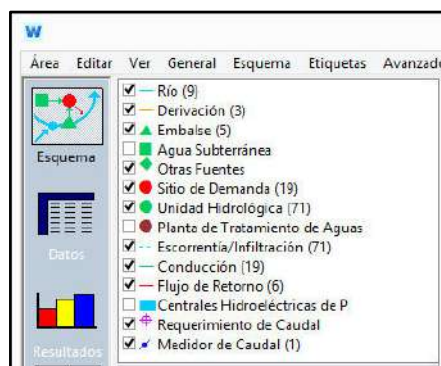 W
Área Editar Ver General Esquema Etiquetas Avanzado
Río (9)
Derivación (3)
Embalse (5)
Esquema
Agua Subterránea
Otras Fuentes
Sitio de Demanda (19)
Unidad Hidrológica (71)
Planta de Tratamiento de Aguas
Datos
Escorrentía/Infiltración (71)
Conducción (19)
Flujo de Retorno (6)
Centrales Hidroeléctricas de P
Requerimiento de Caudal
Resultados
Medidor de Caudal (1)